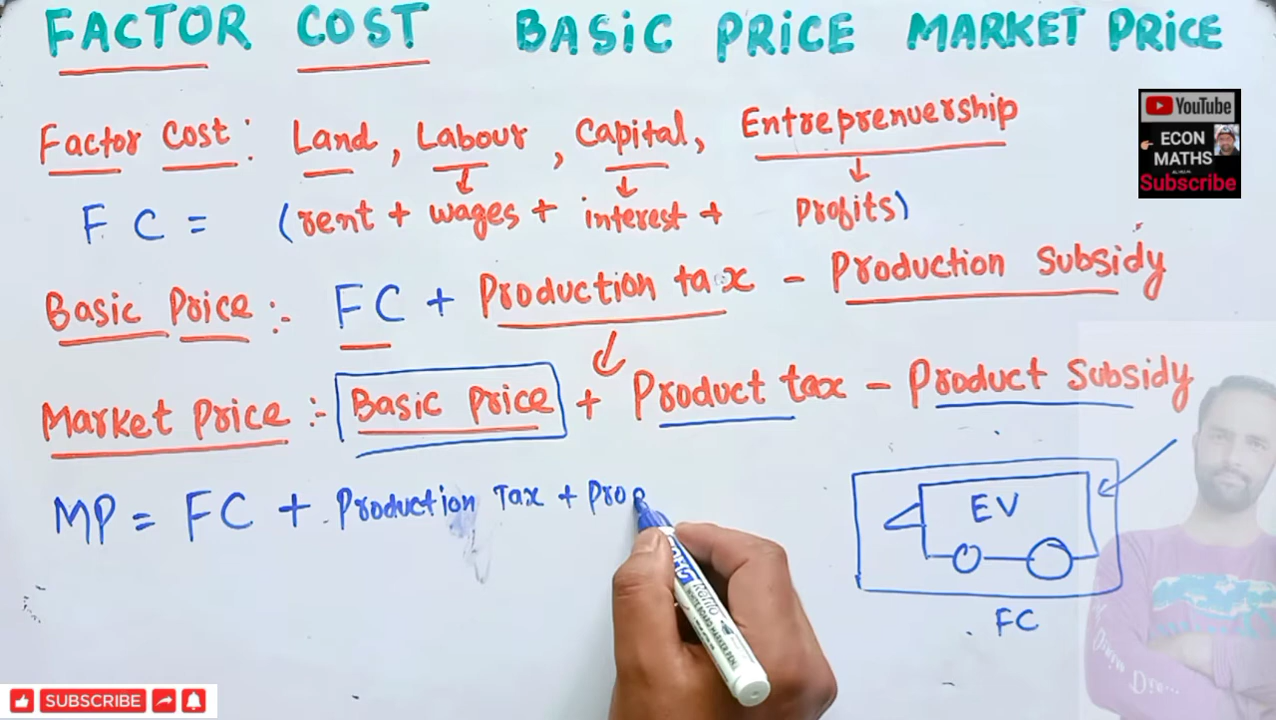 FACTOR COST BASIC PRICE MARKET PRICE
YouTube
ECON
MATHS
Subscribe
Factor Cost: Land, Labour, Capital, Entreprenuership
FC = (rent + wages + interest + Profits)
Basic Price:- FC + Production tax - Production Subsidy
Market Price:- Basic Price + Product tax - Product Subsidy
MP = FC + Production Tax + Pro
EV
FC
SUBSCRIBE